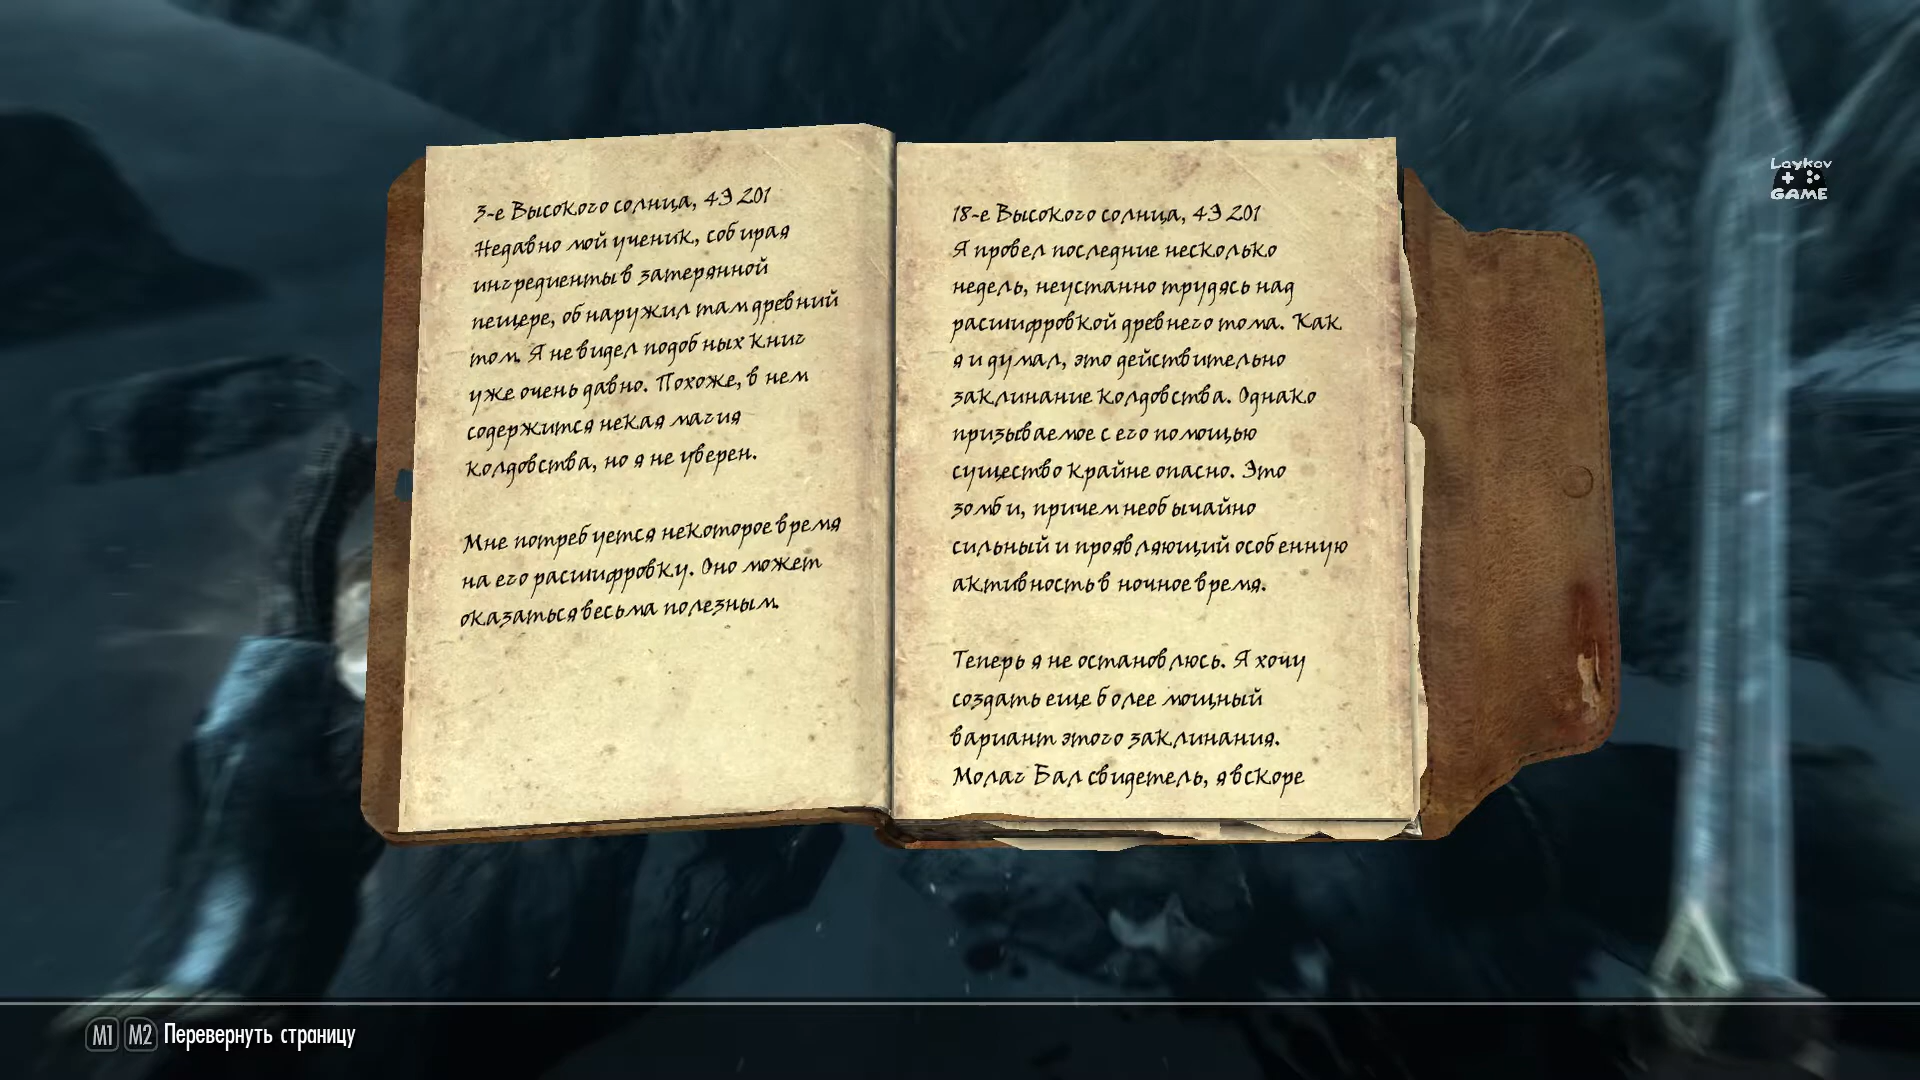 3-е Высокого солнца, 4Э 201
Недавно мой ученик, собирая
ингредиенты в затерянной
пещере, обнаружил там древний
том. Я не видел подобных книг
уже очень давно. Похоже, в нем
содержится некая магия
колдовства, но я не уверен.
Мне потребуется некоторое время
на его расшифровку. Оно может
оказаться весьма полезным.
18-е Высокого солнца, 4Э 201
Я провел последние несколько
недель, неустанно трудясь над
расшифровкой древнего тома. Как
я и думал, это действительно
заклинание колдовства. Однако
призываемое с его помощью
существо крайне опасно. Это
зомби, причем необычайно
сильный и проявляющий особенную
активность в ночное время.
Теперь я не остановлюсь. Я хочу
создать еще более мощный
вариант этого заклинания.
Молаг Бал свидетель, я вскоре
Laykov
GAME
M1 M2 Перевернуть страницу